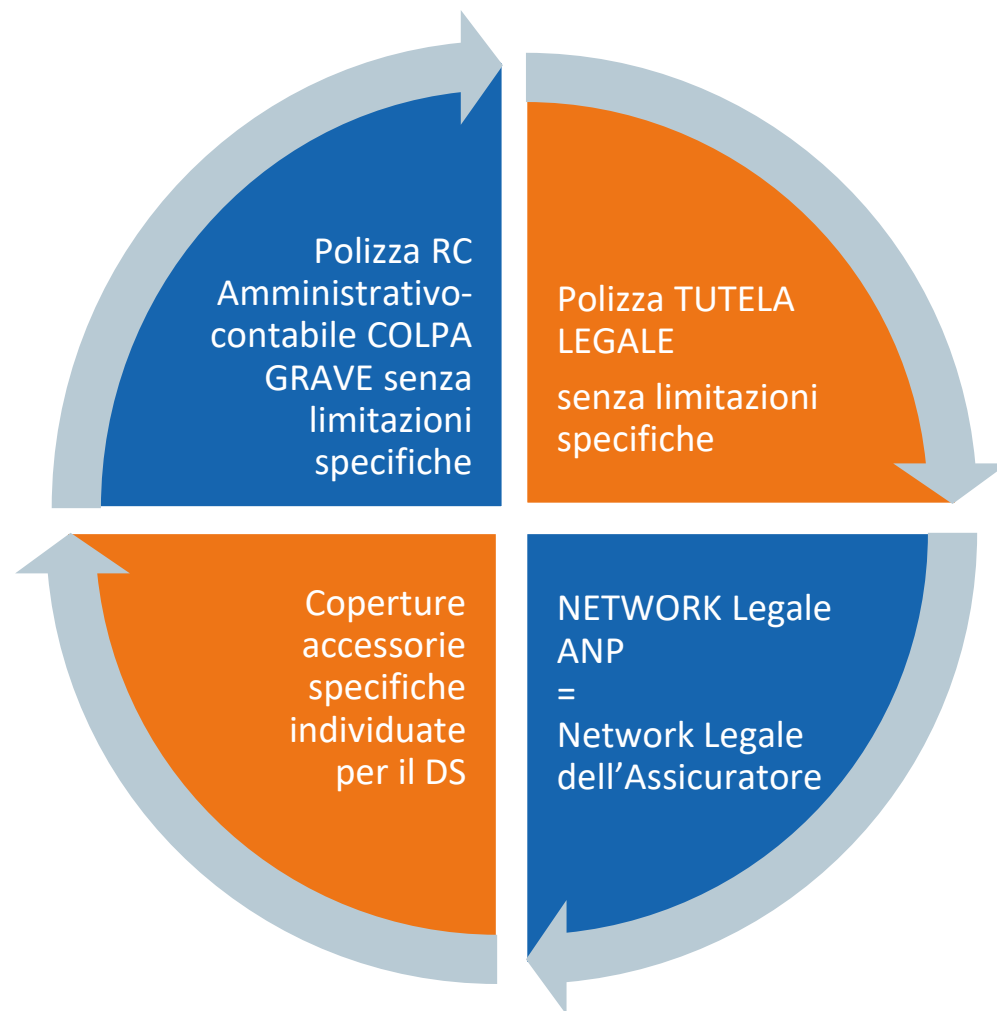 Polizza RC
Amministrativo-
contabile COLPA
GRAVE senza
limitazioni
specifiche
Polizza TUTELA
LEGALE
senza limitazioni
specifiche
Coperture
accessorie
specifiche
individuate
per il DS
NETWORK Legale
ANP
=
Network Legale
dell’Assicuratore